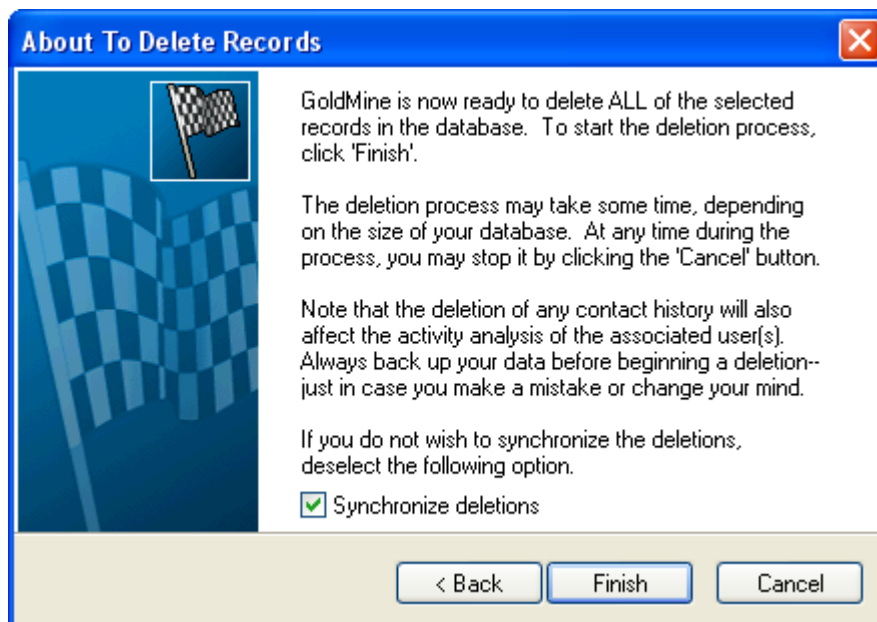 About To Delete Records
GoldMine is now ready to delete ALL of the selected
records in the database.  To start the deletion process,
click 'Finish'.
The deletion process may take some time, depending
on the size of your database.  At any time during the
process, you may stop it by clicking the 'Cancel' button.
Note that the deletion of any contact history will also
affect the activity analysis of the associated user(s).
Always back up your data before beginning a deletion--
just in case you make a mistake or change your mind.
If you do not wish to synchronize the deletions,
deselect the following option.
Synchronize deletions
< Back Finish Cancel